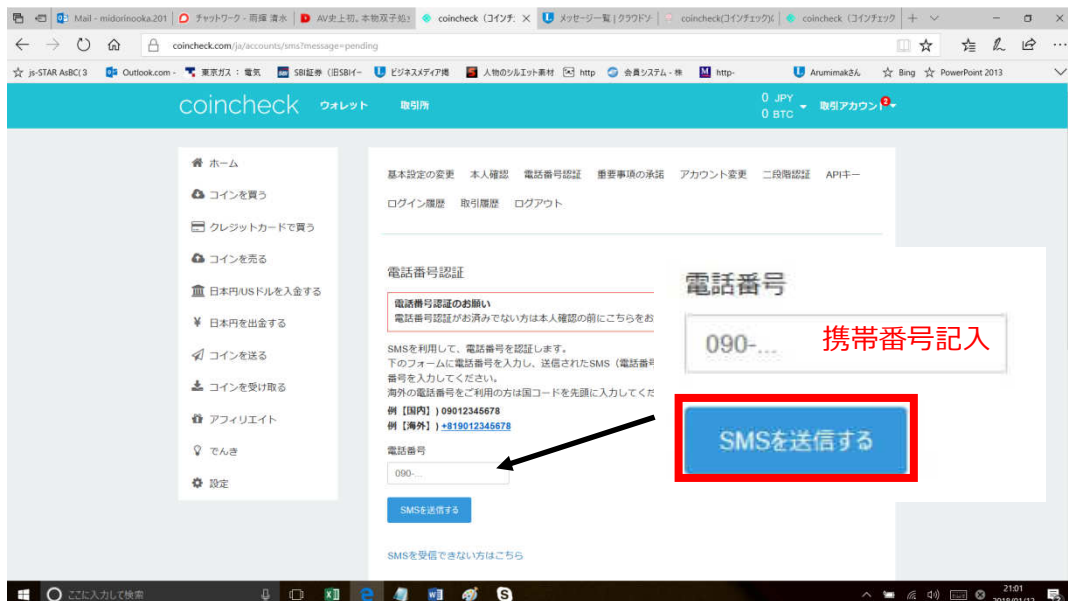 Mail - midorinooka.201
チャットワーク - 雨揮 清水
AV史上初。本物双子姉
coincheck (コインチ:
メッセージ一覧 | クラウドソ
coincheck(コインチェック)
coincheck (コインチェック
coincheck.com/ja/accounts/sms?message=pending
js-STAR AsBC( 3
Outlook.com -
東京ガス : 電気
SBI証券 (旧SBIイー
ビジネスメディア掲
人物のシルエット素材
http
会員システム - 株
http-
Arumimakさん
Bing
PowerPoint 2013
coincheck
ウォレット
取引所
0 JPY
0 BTC
取引アカウント
2
ホーム
コインを買う
クレジットカードで買う
コインを売る
日本円/USドルを入金する
日本円を出金する
コインを送る
コインを受け取る
アフィリエイト
でんき
設定
基本設定の変更 本人確認 電話番号認証 重要事項の承諾 アカウント変更 二段階認証 APIキー
ログイン履歴 取引履歴 ログアウト
電話番号認証
電話番号認証のお願い
電話番号認証がお済みでない方は本人確認の前にこちらをお
SMSを利用して、電話番号を認証します。
下のフォームに電話番号を入力し、送信されたSMS(電話番号
番号を入力してください。
海外の電話番号をご利用の方は国コードを先頭に入力してくだ
例【国内】) 09012345678
例【海外】) +819012345678
電話番号
090-...
SMSを送信する
SMSを受信できない方はこちら
電話番号
090-...
携帯番号記入
SMSを送信する
ここに入力して検索
21:01
2018/01/12